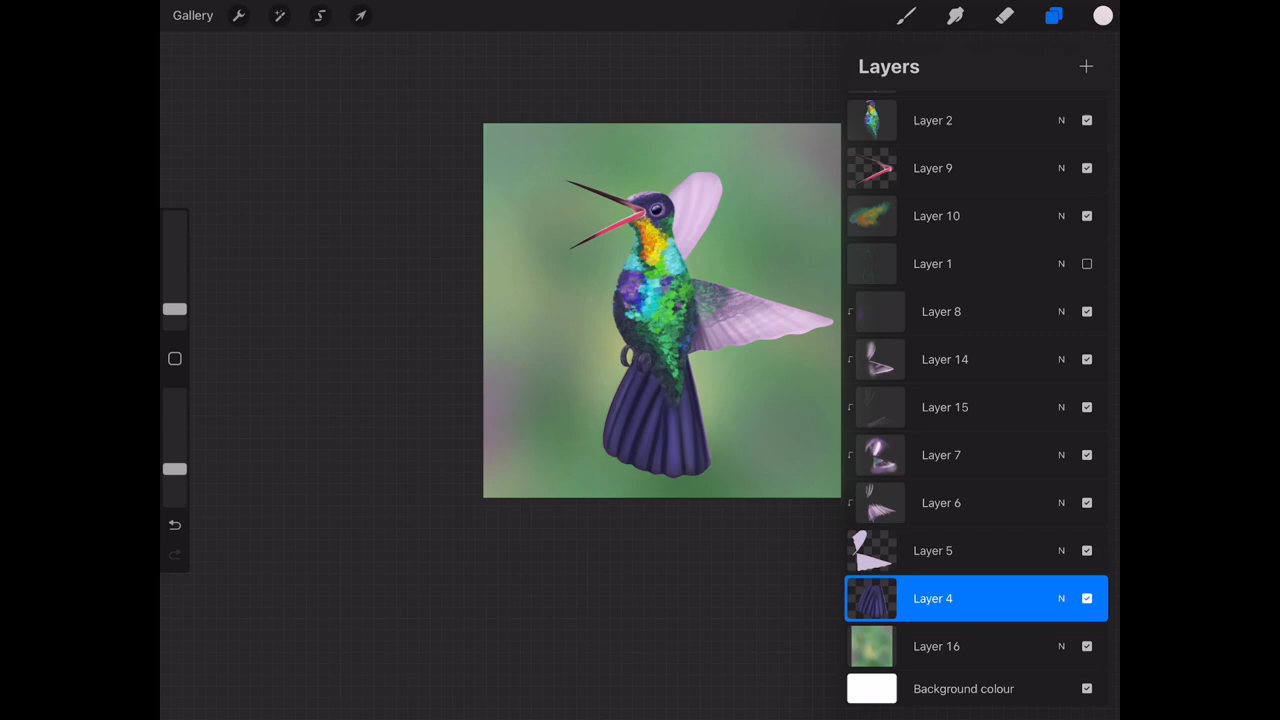 Gallery
Layers
Layer 2 N
Layer 9 N
Layer 10 N
Layer 1 N
Layer 8 N
Layer 14 N
Layer 15 N
Layer 7 N
Layer 6 N
Layer 5 N
Layer 4 N
Layer 16 N
Background colour